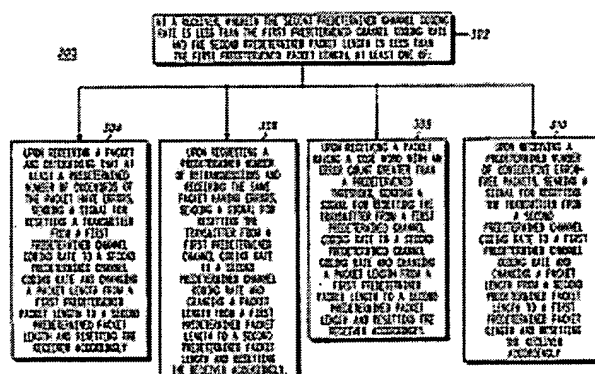 AT A RECEIVER, WHEREIN THE SECOND PREDETERMINED CHANNEL CODING
RATE IS LESS THAN THE FIRST PREDETERMINED CHANNEL CODING RATE
AND THE SECOND PREDETERMINED PACKET LENGTH IS LESS THAN
THE FIRST PREDETERMINED PACKET LENGTH, AT LEAST ONE OF:
302
UPON RECEIVING A PACKET
AND DETERMINING THAT AT
LEAST A PREDETERMINED
NUMBER OF CODEWORDS OF
THE PACKET HAVE ERRORS,
SENDING A SIGNAL FOR
RESETTING A TRANSMITTER
FROM A FIRST
PREDETERMINED CHANNEL
CODING RATE TO A SECOND
PREDETERMINED CHANNEL
CODING RATE AND CHANGING
A PACKET LENGTH FROM A
FIRST PREDETERMINED
PACKET LENGTH TO A SECOND
PREDETERMINED PACKET
LENGTH AND RESETTING THE
RECEIVER ACCORDINGLY
UPON REQUESTING A
PREDETERMINED NUMBER
OF RETRANSMISSIONS AND
RECEIVING THE SAME
PACKET HAVING ERRORS,
SENDING A SIGNAL FOR
RESETTING THE
TRANSMITTER FROM A
FIRST PREDETERMINED
CHANNEL CODING RATE
TO A SECOND
PREDETERMINED CHANNEL
CODING RATE AND
CHANGING A PACKET
LENGTH FROM A FIRST
PREDETERMINED PACKET
LENGTH TO A SECOND
PREDETERMINED PACKET
LENGTH AND RESETTING
THE RECEIVER ACCORDINGLY,
UPON RECEIVING A PACKET
HAVING A CODE WORD WITH AN
ERROR COUNT GREATER THAN
A PREDETERMINED
THRESHOLD, SENDING A
SIGNAL FOR RESETTING THE
TRANSMITTER FROM A FIRST
PREDETERMINED CHANNEL
CODING RATE TO A SECOND
PREDETERMINED CHANNEL
CODING RATE AND CHANGING
A PACKET LENGTH FROM A
FIRST PREDETERMINED
PACKET LENGTH TO A SECOND
PREDETERMINED PACKET
LENGTH AND RESETTING THE
RECEIVER ACCORDINGLY
UPON RECEIVING A
PREDETERMINED NUMBER
OF CONSECUTIVE ERROR-
FREE PACKETS, SENDING A
SIGNAL FOR RESETTING
THE TRANSMITTER FROM
A SECOND
PREDETERMINED CHANNEL
CODING RATE TO A FIRST
PREDETERMINED CHANNEL
CODING RATE AND
CHANGING A PACKET
LENGTH FROM A SECOND
PREDETERMINED PACKET
LENGTH TO A FIRST
PREDETERMINED PACKET
LENGTH AND RESETTING
THE RECEIVER
ACCORDINGLY